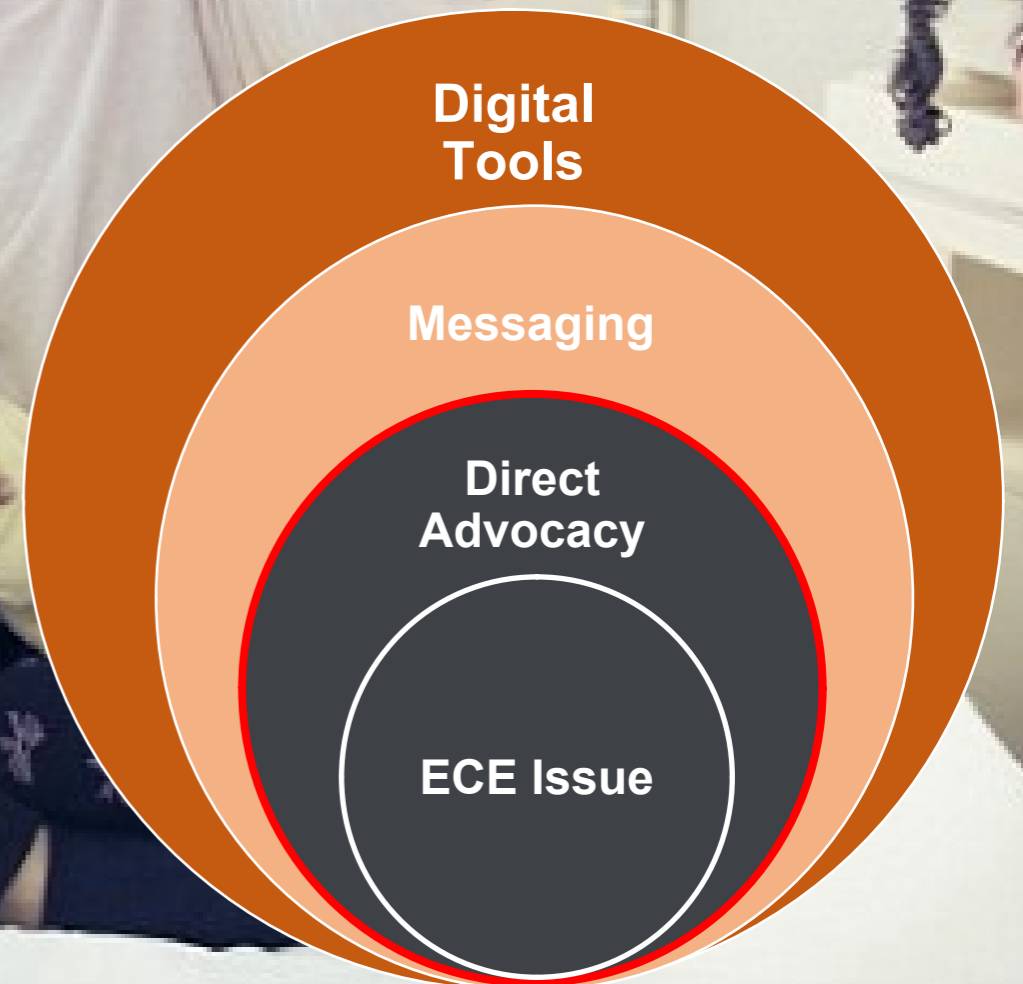 Digital
Tools
Messaging
Direct
Advocacy
ECE Issue